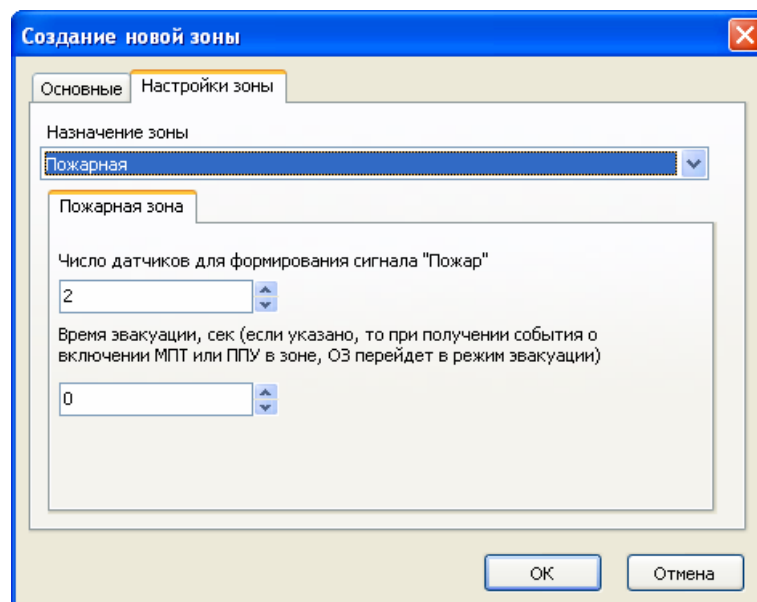 Создание новой зоны
Основные
Настройки зоны
Назначение зоны
Пожарная
Пожарная зона
Число датчиков для формирования сигнала "Пожар"
2
Время эвакуации, сек (если указано, то при получении события о
включении МПТ или ППУ в зоне, ОЗ перейдет в режим эвакуации)
0
ОК
Отмена